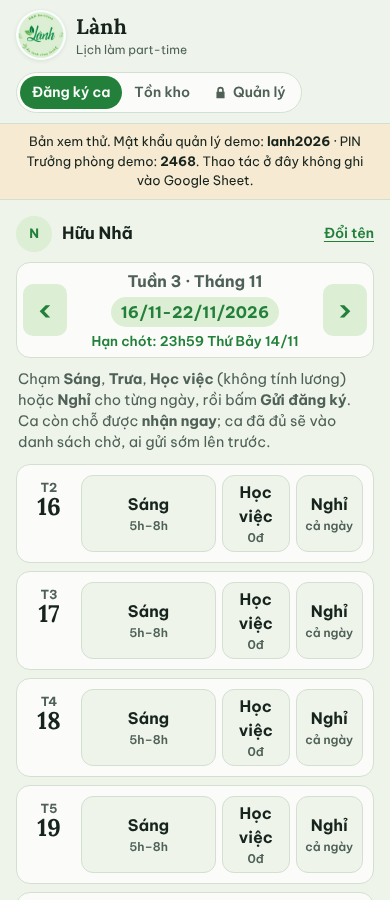 Lành
Lành
Lịch làm part-time
Đăng ký ca
Tồn kho
Quản lý
Bản xem thử. Mật khẩu quản lý demo: lanh2026 · PIN
Trưởng phòng demo: 2468. Thao tác ở đây không ghi
vào Google Sheet.
N
Hữu Nhã
Đổi tên
Tuần 3 · Tháng 11
16/11-22/11/2026
Hạn chót: 23h59 Thứ Bảy 14/11
Chạm Sáng, Trưa, Học việc (không tính lương)
hoặc Nghỉ cho từng ngày, rồi bấm Gửi đăng ký.
Ca còn chỗ được nhận ngay; ca đã đủ sẽ vào
danh sách chờ, ai gửi sớm lên trước.
T2
16
Sáng
5h–8h
Học
việc
0đ
Nghỉ
cả ngày
T3
17
Sáng
5h–8h
Học
việc
0đ
Nghỉ
cả ngày
T4
18
Sáng
5h–8h
Học
việc
0đ
Nghỉ
cả ngày
T5
19
Sáng
5h–8h
Học
việc
0đ
Nghỉ
cả ngày